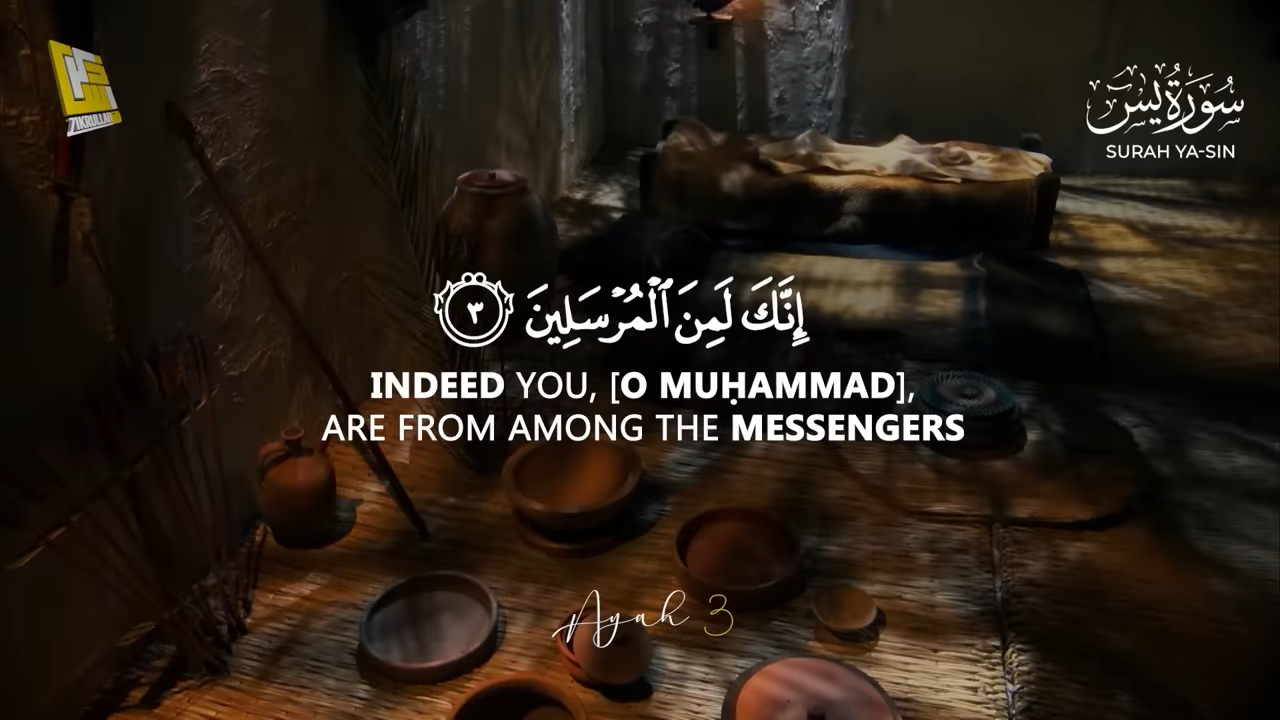 ZIKRULLAH
سُورَةُ يس
SURAH YA-SIN
إِنَّكَ لَمِنَ ٱلْمُرْسَلِينَ ٣
INDEED YOU, [O MUḤAMMAD],
ARE FROM AMONG THE MESSENGERS
Ayah 3